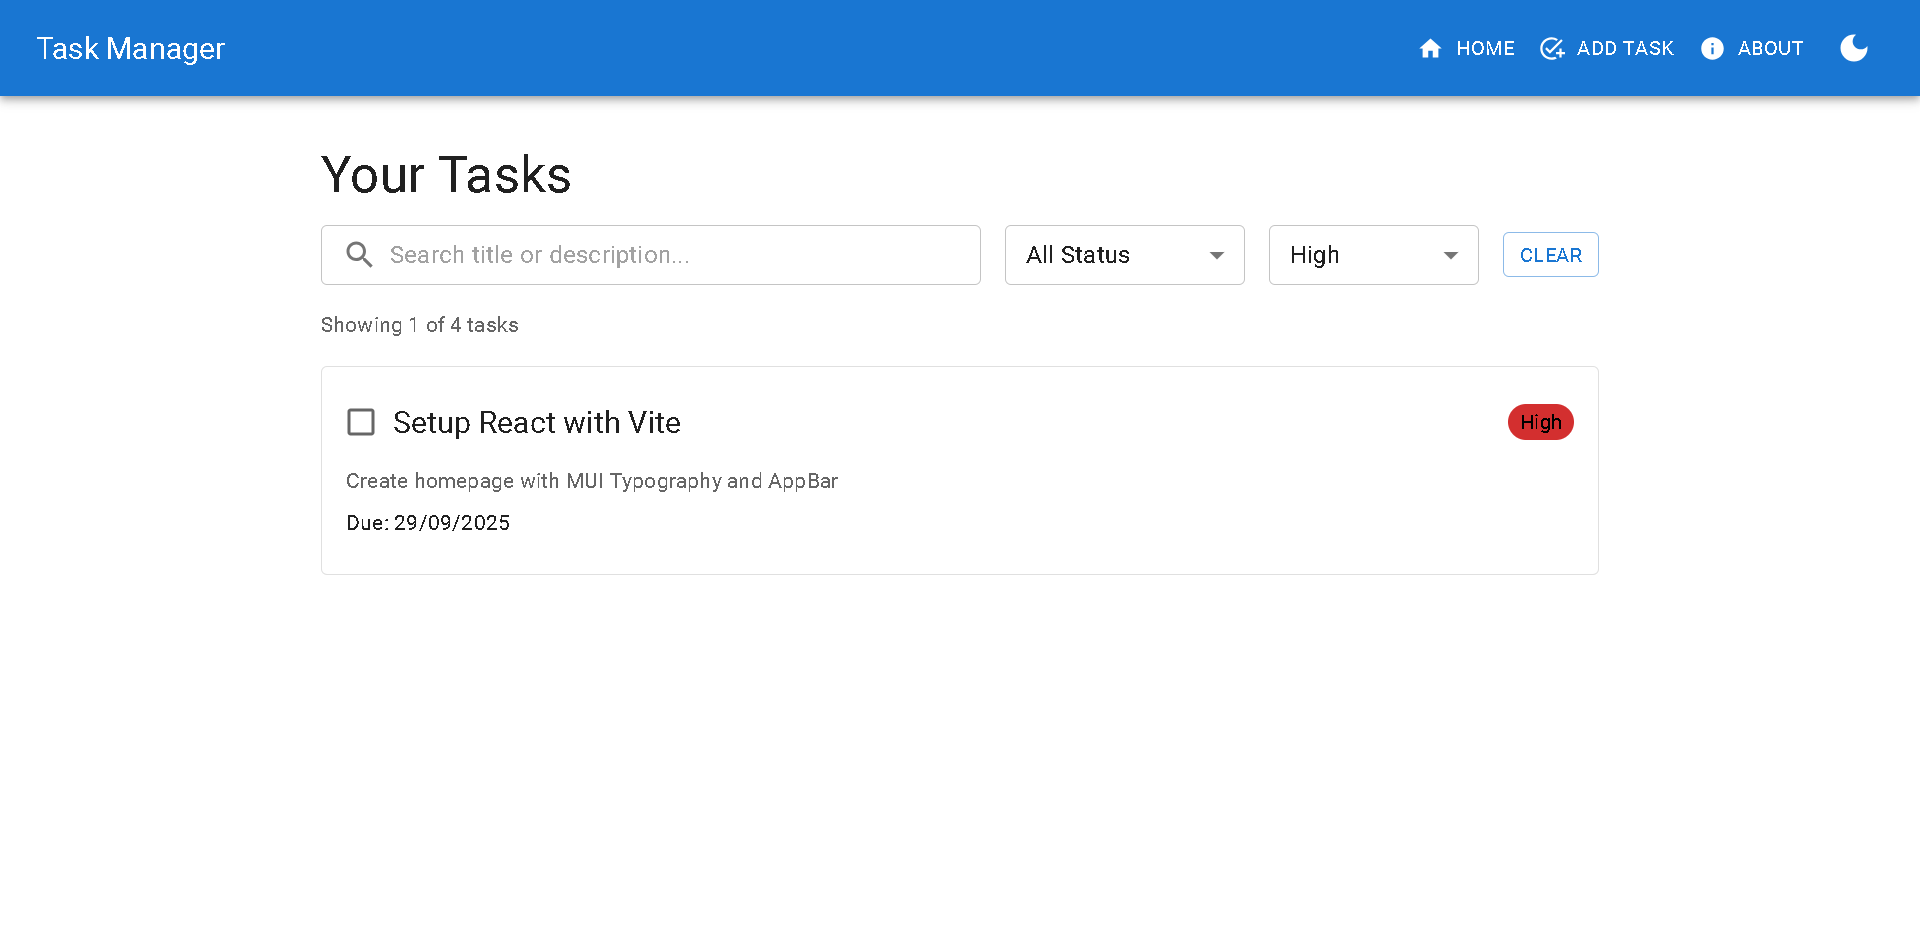 Task Manager
HOME
ADD TASK
ABOUT
Your Tasks
Search title or description...
All Status
High
CLEAR
Showing 1 of 4 tasks
Setup React with Vite
High
Create homepage with MUI Typography and AppBar
Due: 29/09/2025